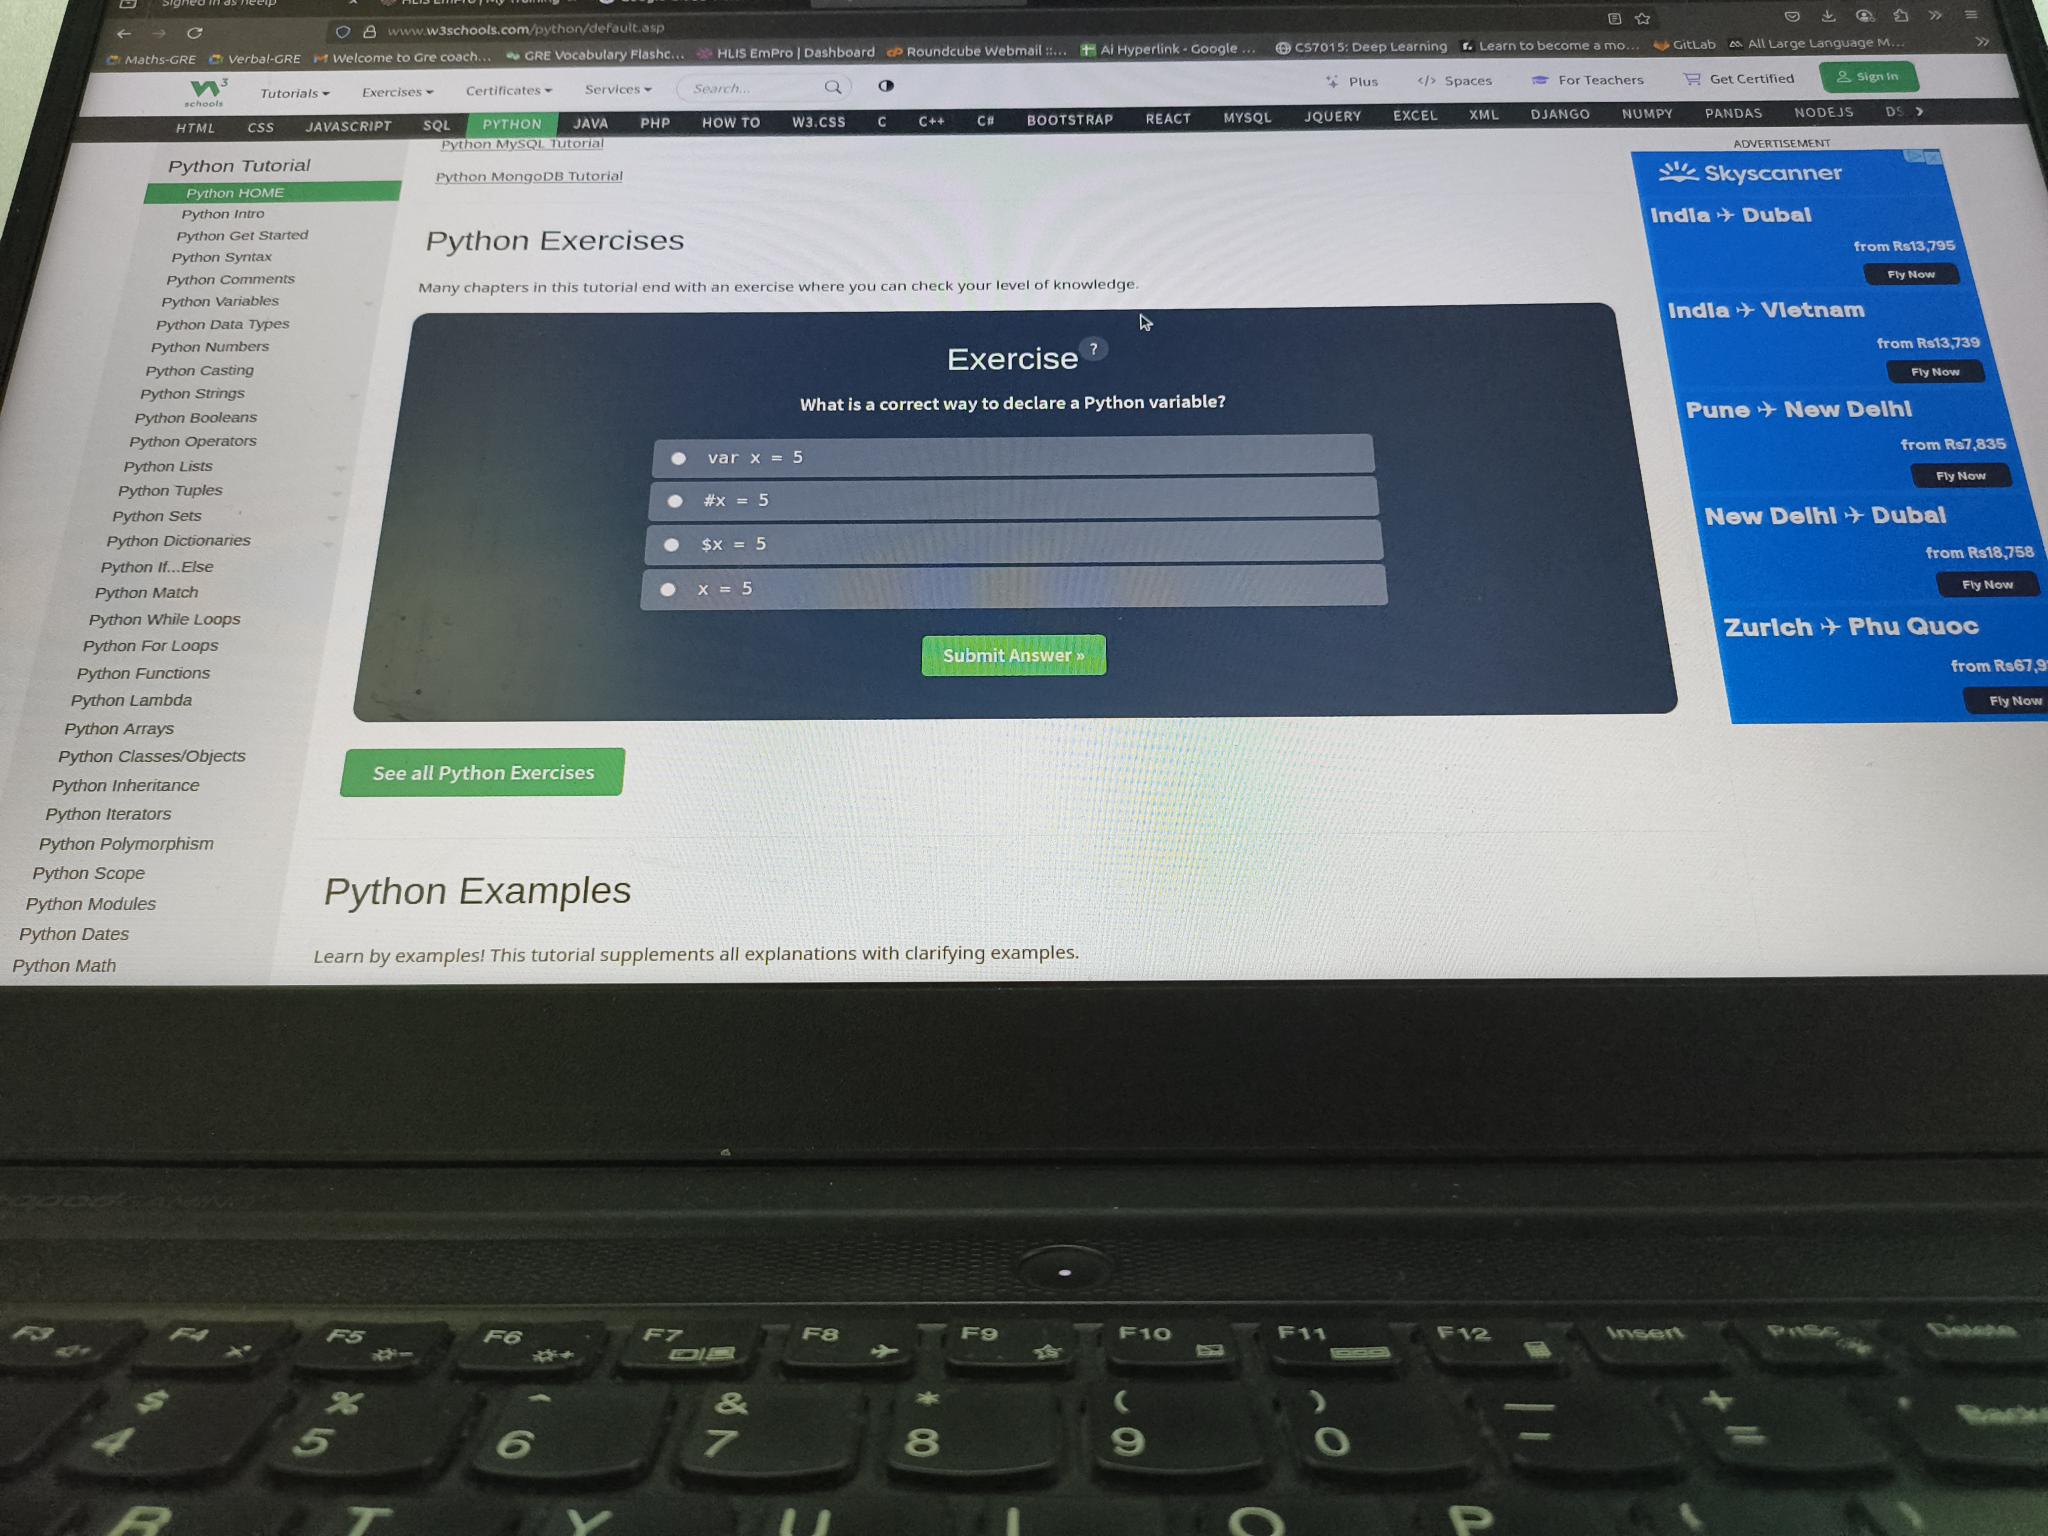 Signed in as
www.w3schools.com/python/default.asp
Maths-GRE Verbal-GRE Welcome to Gre coach... GRE Vocabulary Flashc... HLIS EmPro | Dashboard Roundcube Webmail ::... Ai Hyperlink - Google ... CS7015: Deep Learning Learn to become a mo... GitLab All Large Language M...
W3 schools Tutorials Exercises Certificates Services Search... Plus </> Spaces For Teachers Get Certified Sign In
HTML CSS JAVASCRIPT SQL PYTHON JAVA PHP HOW TO W3.CSS C C++ C# BOOTSTRAP REACT MYSQL JQUERY EXCEL XML DJANGO NUMPY PANDAS NODEJS DS
Python Tutorial
Python HOME
Python Intro
Python Get Started
Python Syntax
Python Comments
Python Variables
Python Data Types
Python Numbers
Python Casting
Python Strings
Python Booleans
Python Operators
Python Lists
Python Tuples
Python Sets
Python Dictionaries
Python If...Else
Python Match
Python While Loops
Python For Loops
Python Functions
Python Lambda
Python Arrays
Python Classes/Objects
Python Inheritance
Python Iterators
Python Polymorphism
Python Scope
Python Modules
Python Dates
Python Math
Python MySQL Tutorial
Python MongoDB Tutorial
Python Exercises
Many chapters in this tutorial end with an exercise where you can check your level of knowledge.
Exercise ?
What is a correct way to declare a Python variable?
var x = 5
#x = 5
$x = 5
x = 5
Submit Answer »
See all Python Exercises
Python Examples
Learn by examples! This tutorial supplements all explanations with clarifying examples.
ADVERTISEMENT
Skyscanner
India ✈ Dubai
from Rs13,795
Fly Now
India ✈ Vietnam
from Rs13,739
Fly Now
Pune ✈ New Delhi
from Rs7,835
Fly Now
New Delhi ✈ Dubai
from Rs18,758
Fly Now
Zurich ✈ Phu Quoc
from Rs67,9
Fly Now
F3 F4 F5 F6 F7 F8 F9 F10 F11 F12 Insert PrtSc Delete
$ % ^ & * ( ) — +
4 5 6 7 8 9 0 - = Backs
R T Y U I O P